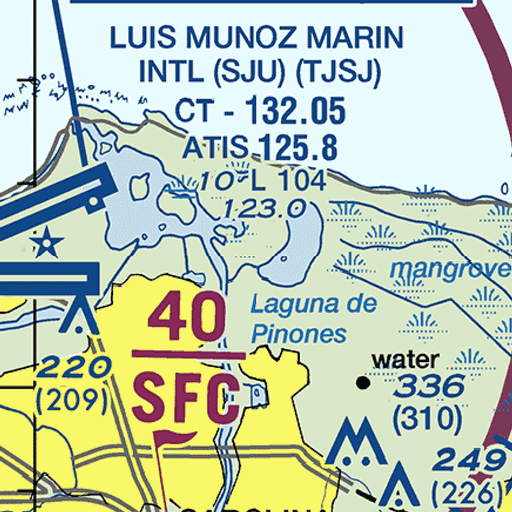 LUIS MUNOZ MARIN
INTL (SJU) (TJSJ)
CT - 132.05
ATIS 125.8
10 L 104
123.0
mangrove
Laguna de
Pinones
40
SFC
220
(209)
water
336
(310)
249
(226)
CAROLINA